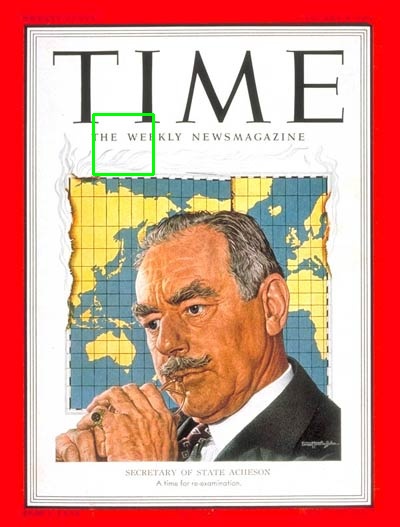 TIME
THE WEEKLY NEWSMAGAZINE
SECRETARY OF STATE ACHESON
A time for re-examination.